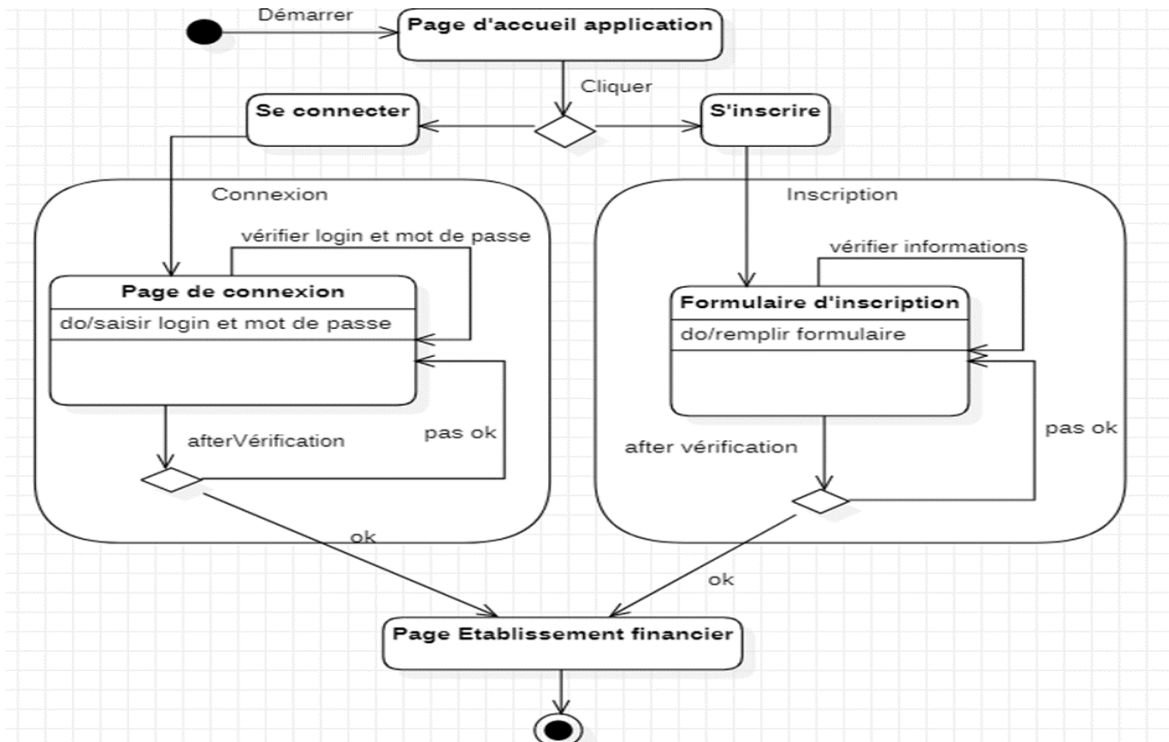 Démarrer
Page d'accueil application
Cliquer
Se connecter
S'inscrire
Connexion
vérifier login et mot de passe
Page de connexion
do/saisir login et mot de passe
afterVérification
pas ok
ok
Inscription
vérifier informations
Formulaire d'inscription
do/remplir formulaire
after vérification
pas ok
ok
Page Etablissement financier